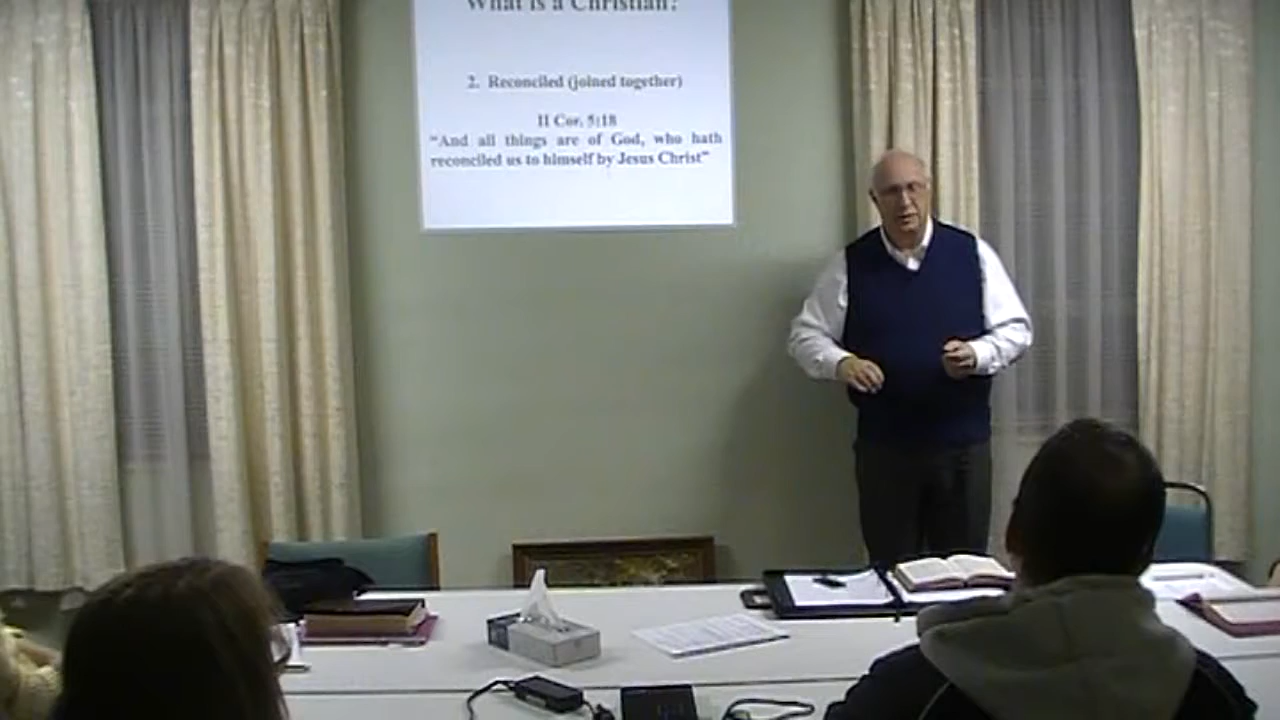 What is a Christian?
2. Reconciled (joined together)
II Cor. 5:18
"And all things are of God, who hath
reconciled us to himself by Jesus Christ"